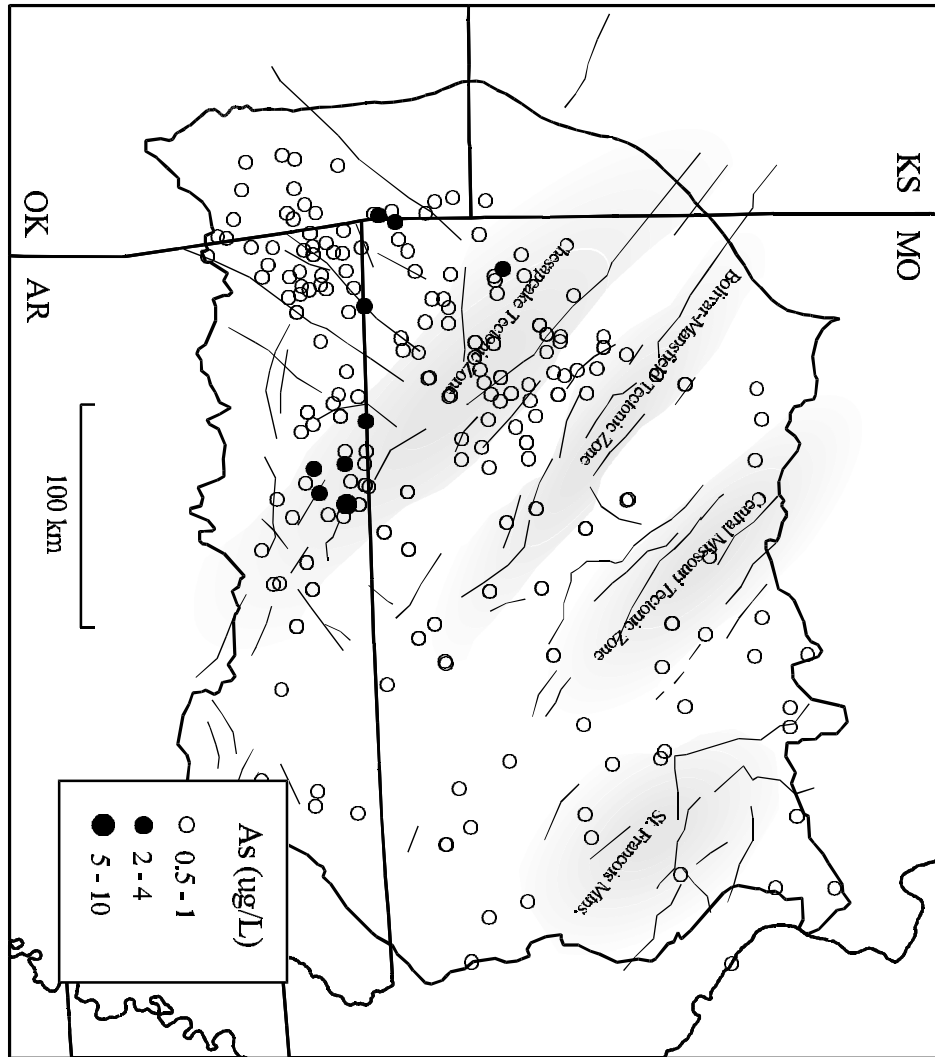 KS
MO
OK
AR
Chesapeake Tectonic Zone
Bolivar-Mansfield Tectonic Zone
Central Missouri Tectonic Zone
St. Francois Mtns.
100 km
As (ug/L)
0.5 - 1
2 - 4
5 - 10